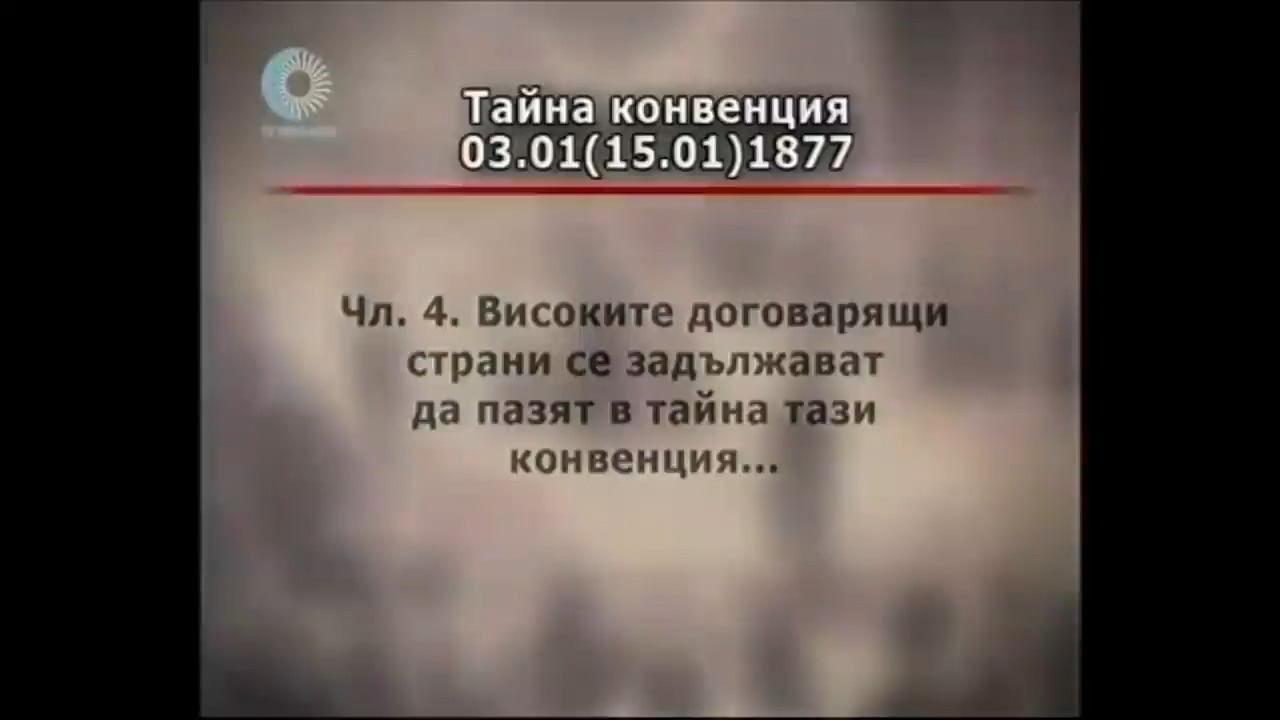 Тайна конвенция
03.01(15.01)1877
Чл. 4. Високите договарящи
страни се задължават
да пазят в тайна тази
конвенция...